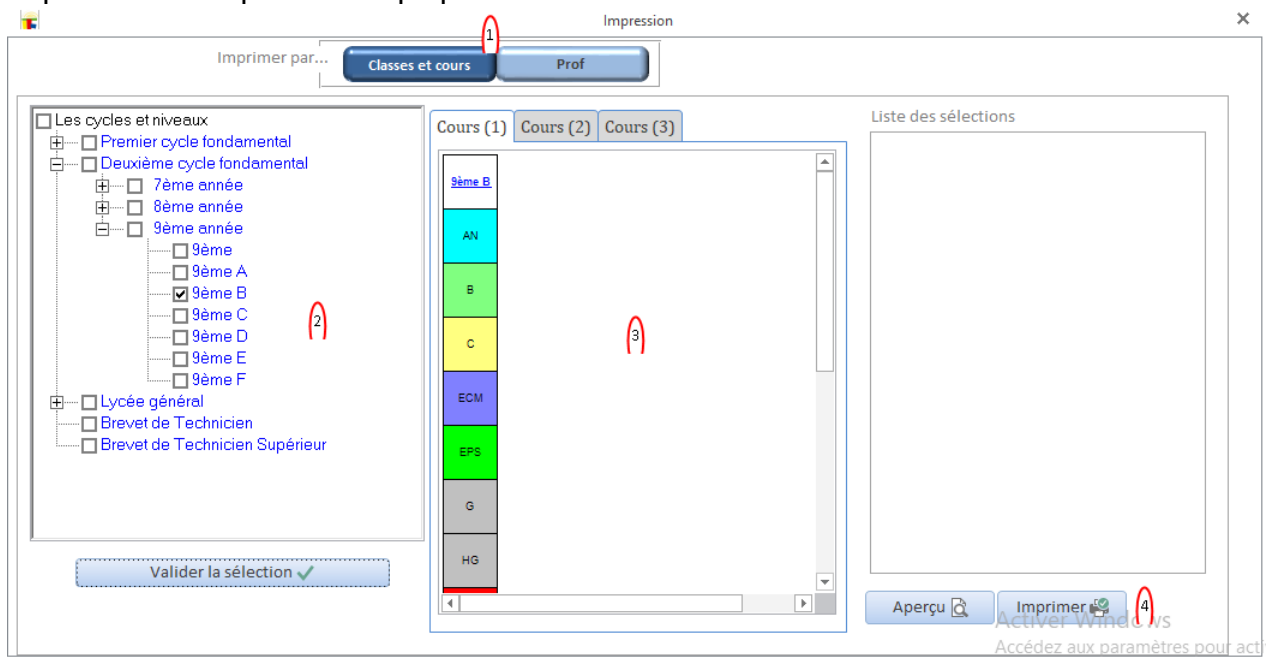 Impression
1
Imprimer par...
Classes et cours
Prof
Les cycles et niveaux
Premier cycle fondamental
Deuxième cycle fondamental
7ème année
8ème année
9ème année
9ème
9ème A
9ème B
9ème C
9ème D
9ème E
9ème F
Lycée général
Brevet de Technicien
Brevet de Technicien Supérieur
2
Valider la sélection
Cours (1)
Cours (2)
Cours (3)
9ème B
AN
B
C
ECM
EPS
G
HG
3
Liste des sélections
Aperçu
Imprimer
4
Activer Windows
Accédez aux paramètres pour acti